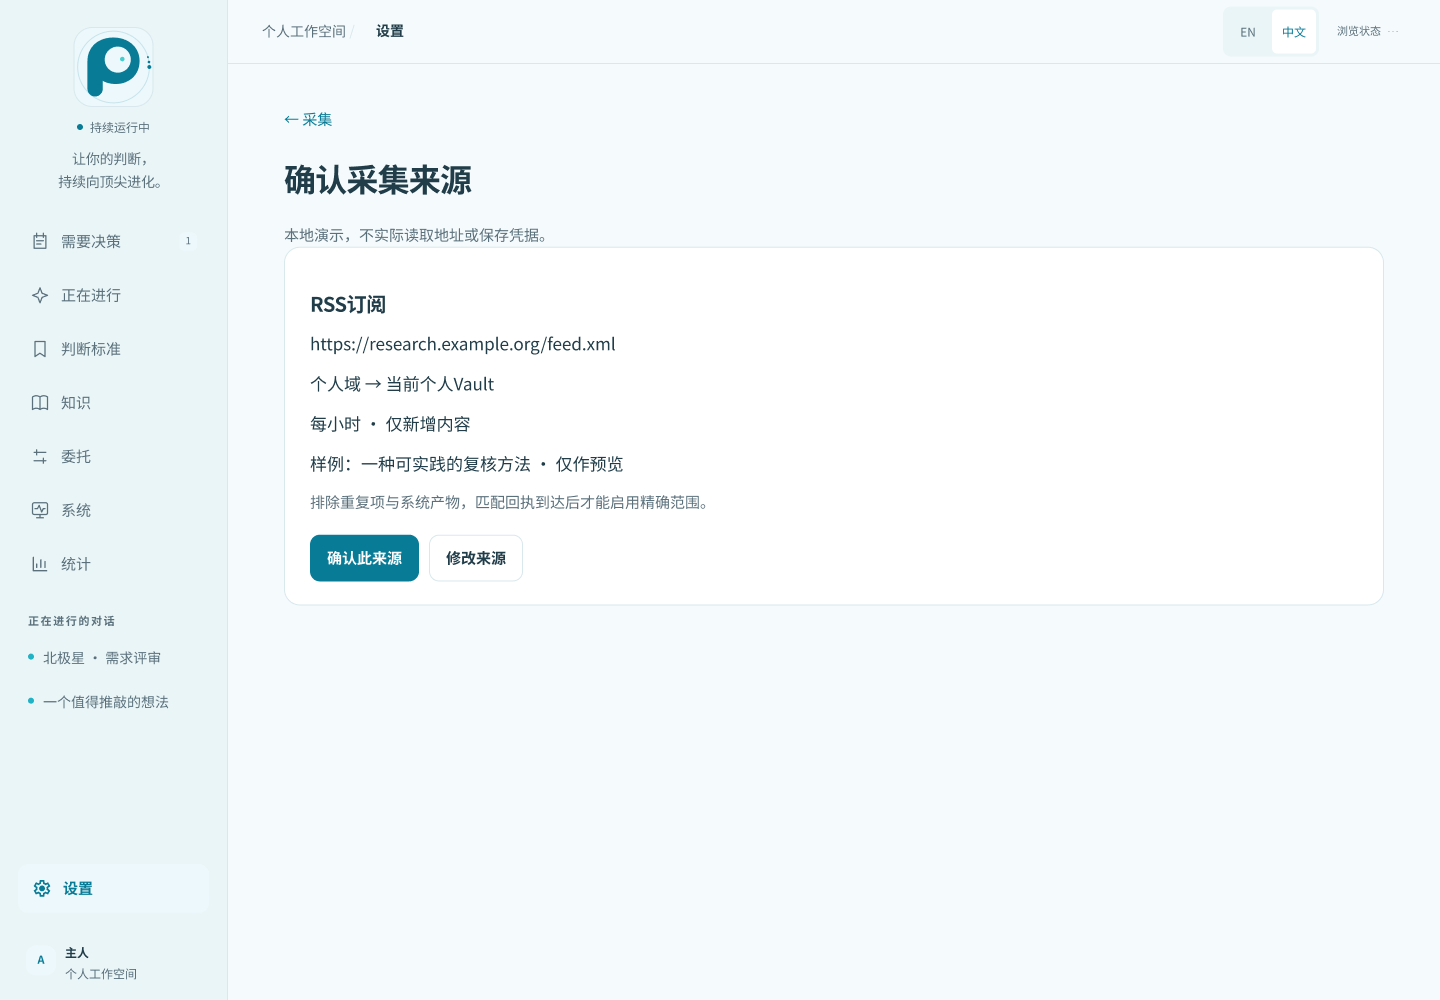 持续运行中
让你的判断，
持续向顶尖进化。
需要决策 1
正在进行
判断标准
知识
委托
系统
统计
正在进行的对话
北极星 · 需求评审
一个值得推敲的想法
设置
A
主人
个人工作空间
个人工作空间 / 设置
EN 中文 浏览状态 ···
← 采集
确认采集来源
本地演示，不实际读取地址或保存凭据。
RSS订阅
https://research.example.org/feed.xml
个人域 → 当前个人Vault
每小时 · 仅新增内容
样例：一种可实践的复核方法 · 仅作预览
排除重复项与系统产物，匹配回执到达后才能启用精确范围。
确认此来源 修改来源